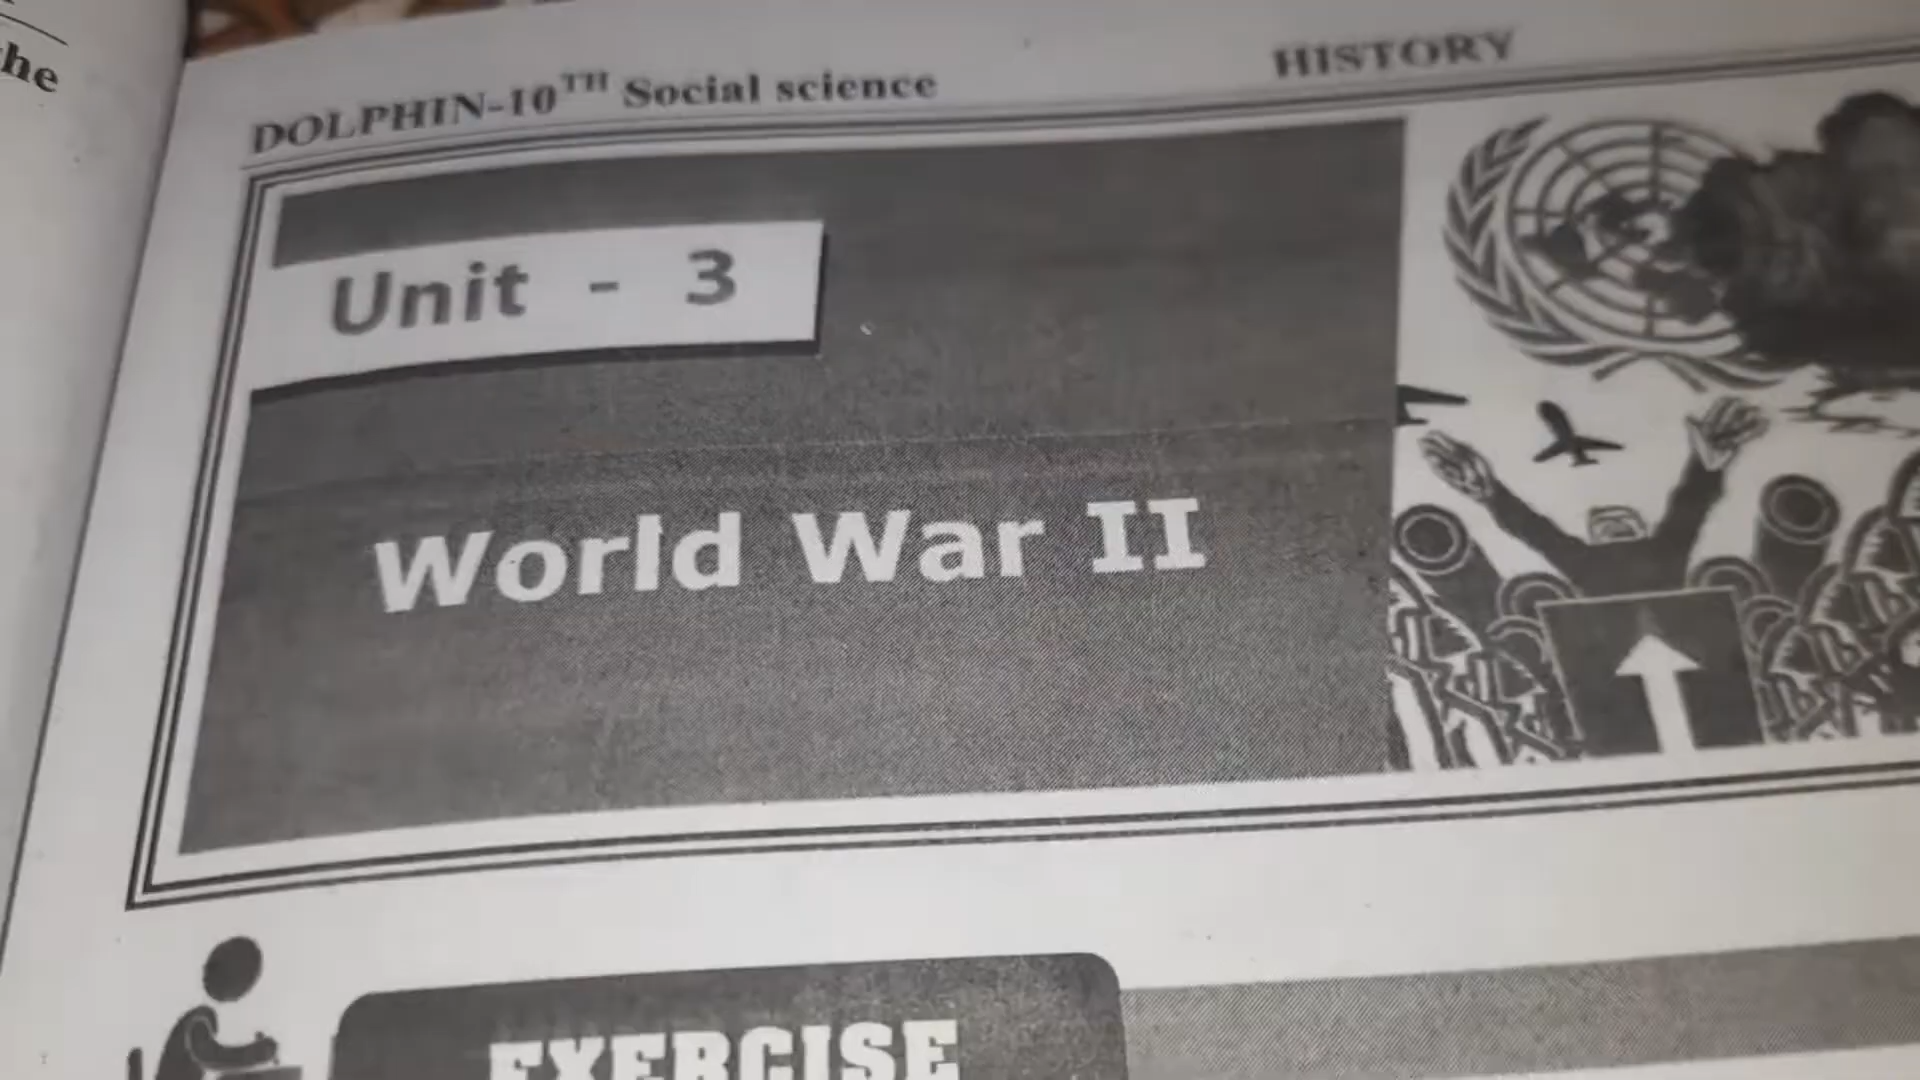 he
DOLPHIN-10TH Social science
HISTORY
Unit - 3
World War II
EXERCISE